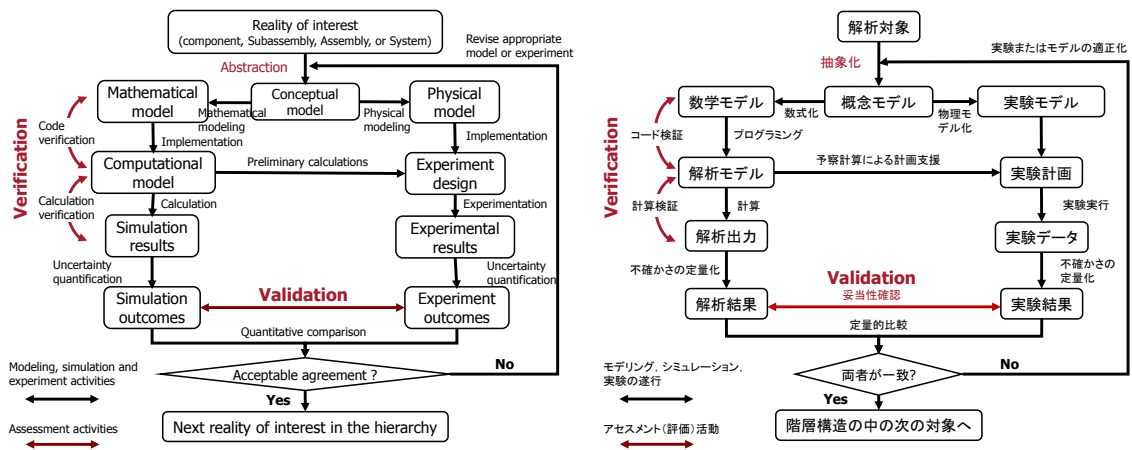 Reality of interest
(component, Subassembly, Assembly, or System)
Revise appropriate
model or experiment
Abstraction
Mathematical
model
Conceptual
model
Physical
model
Mathematical
modeling
Physical modeling
Code
verification
Implementation
Implementation
Verification
Computational
model
Preliminary calculations
Experiment
design
Calculation
verification
Calculation
Experimentation
Simulation
results
Experimental
results
Uncertainty
quantification
Uncertainty
quantification
Simulation
outcomes
Validation
Experiment
outcomes
Quantitative comparison
Modeling, simulation and
experiment activities
Acceptable agreement ?
No
Yes
Assessment activities
Next reality of interest in the hierarchy
解析対象
実験またはモデルの適正化
抽象化
数学モデル
概念モデル
実験モデル
数式化
物理モ
デル化
コード検証
プログラミング
Verification
解析モデル
予察計算による計画支援
実験計画
計算検証
計算
実験実行
解析出力
実験データ
不確かさの定量化
不確かさの
定量化
解析結果
Validation
妥当性確認
実験結果
定量的比較
モデリング, シミュレーション,
実験の遂行
両者が一致?
No
Yes
アセスメント(評価)活動
階層構造の中の次の対象へ